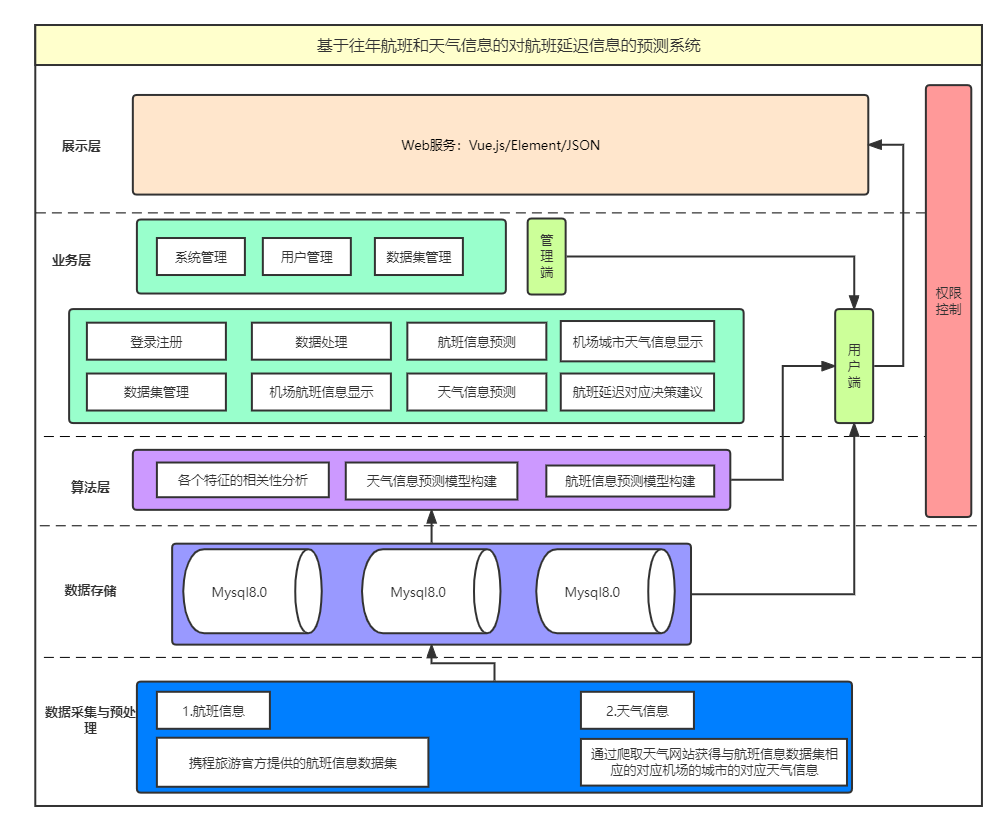 基于往年航班和天气信息的对航班延迟信息的预测系统
展示层
Web服务：Vue.js/Element/JSON
业务层
系统管理
用户管理
数据集管理
管
理
端
权限
控制
登录注册
数据处理
航班信息预测
机场城市天气信息显示
用
户
端
数据集管理
机场航班信息显示
天气信息预测
航班延迟对应决策建议
算法层
各个特征的相关性分析
天气信息预测模型构建
航班信息预测模型构建
数据存储
Mysql8.0
Mysql8.0
Mysql8.0
数据采集与预处
理
1.航班信息
2.天气信息
携程旅游官方提供的航班信息数据集
通过爬取天气网站获得与航班信息数据集相
应的对应机场的城市的对应天气信息